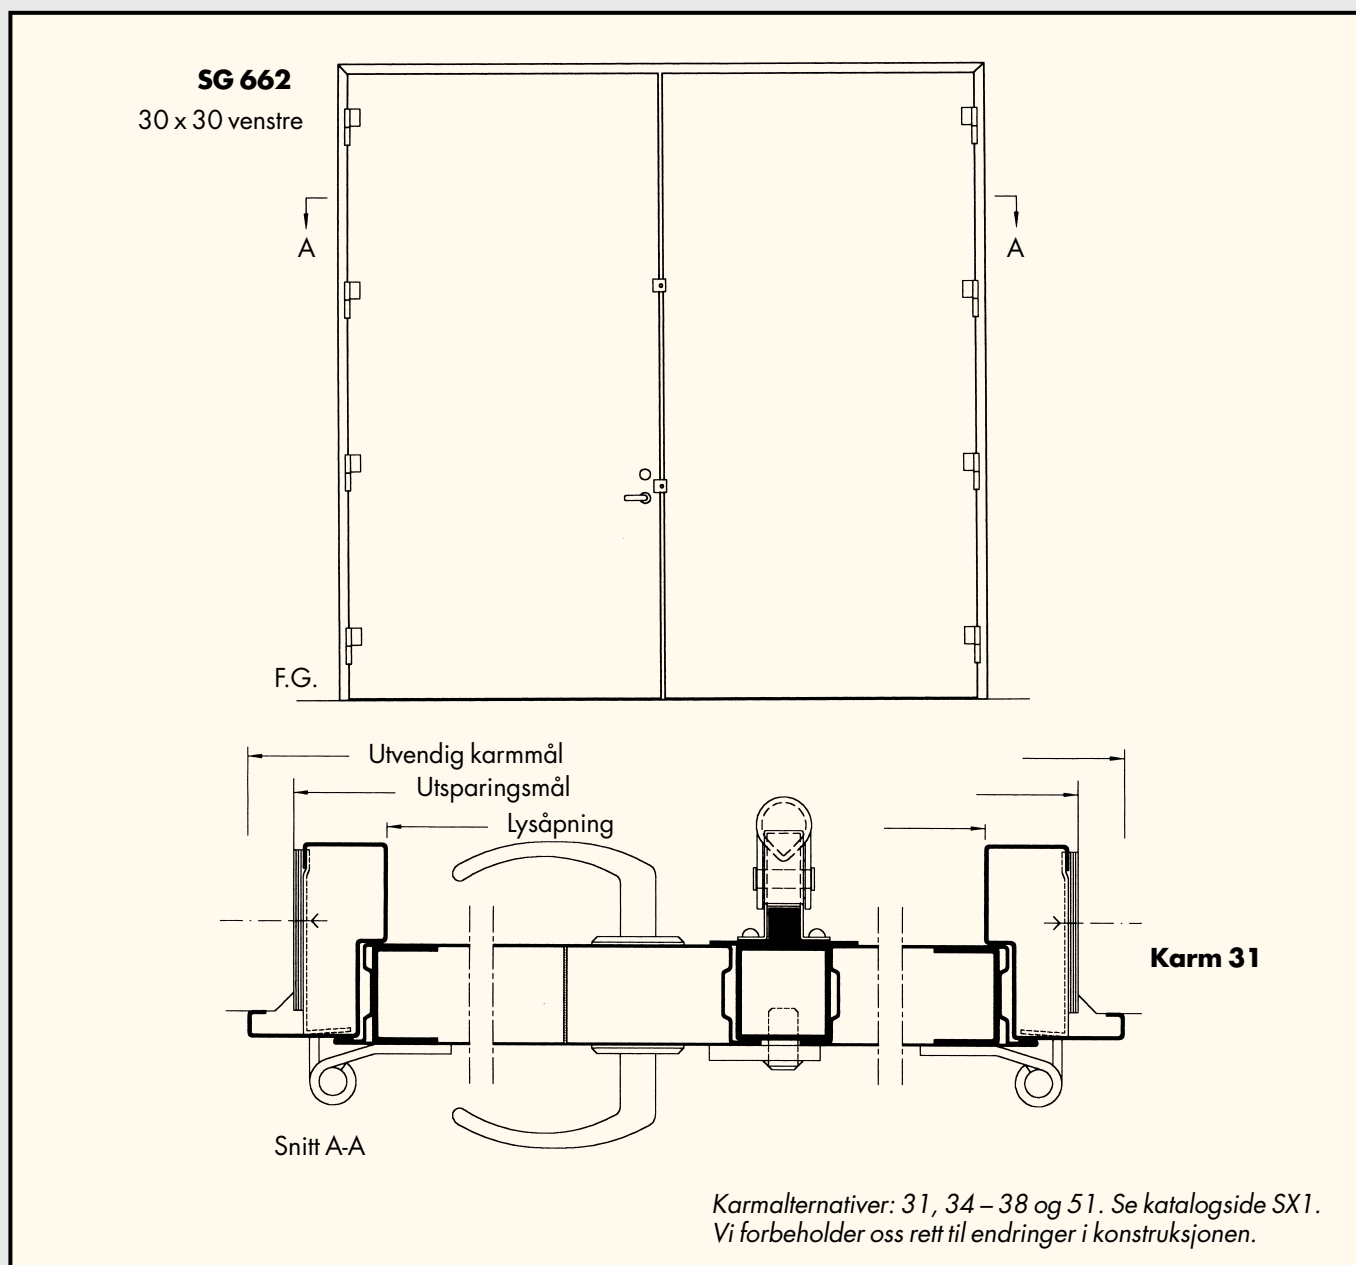 SG 662
30 x 30 venstre
A
A
F.G.
Utvendig karmmål
Utsparingsmål
Lysåpning
Karm 31
Snitt A-A
Karmalternativer: 31, 34 – 38 og 51. Se katalogside SX1.
Vi forbeholder oss rett til endringer i konstruksjonen.